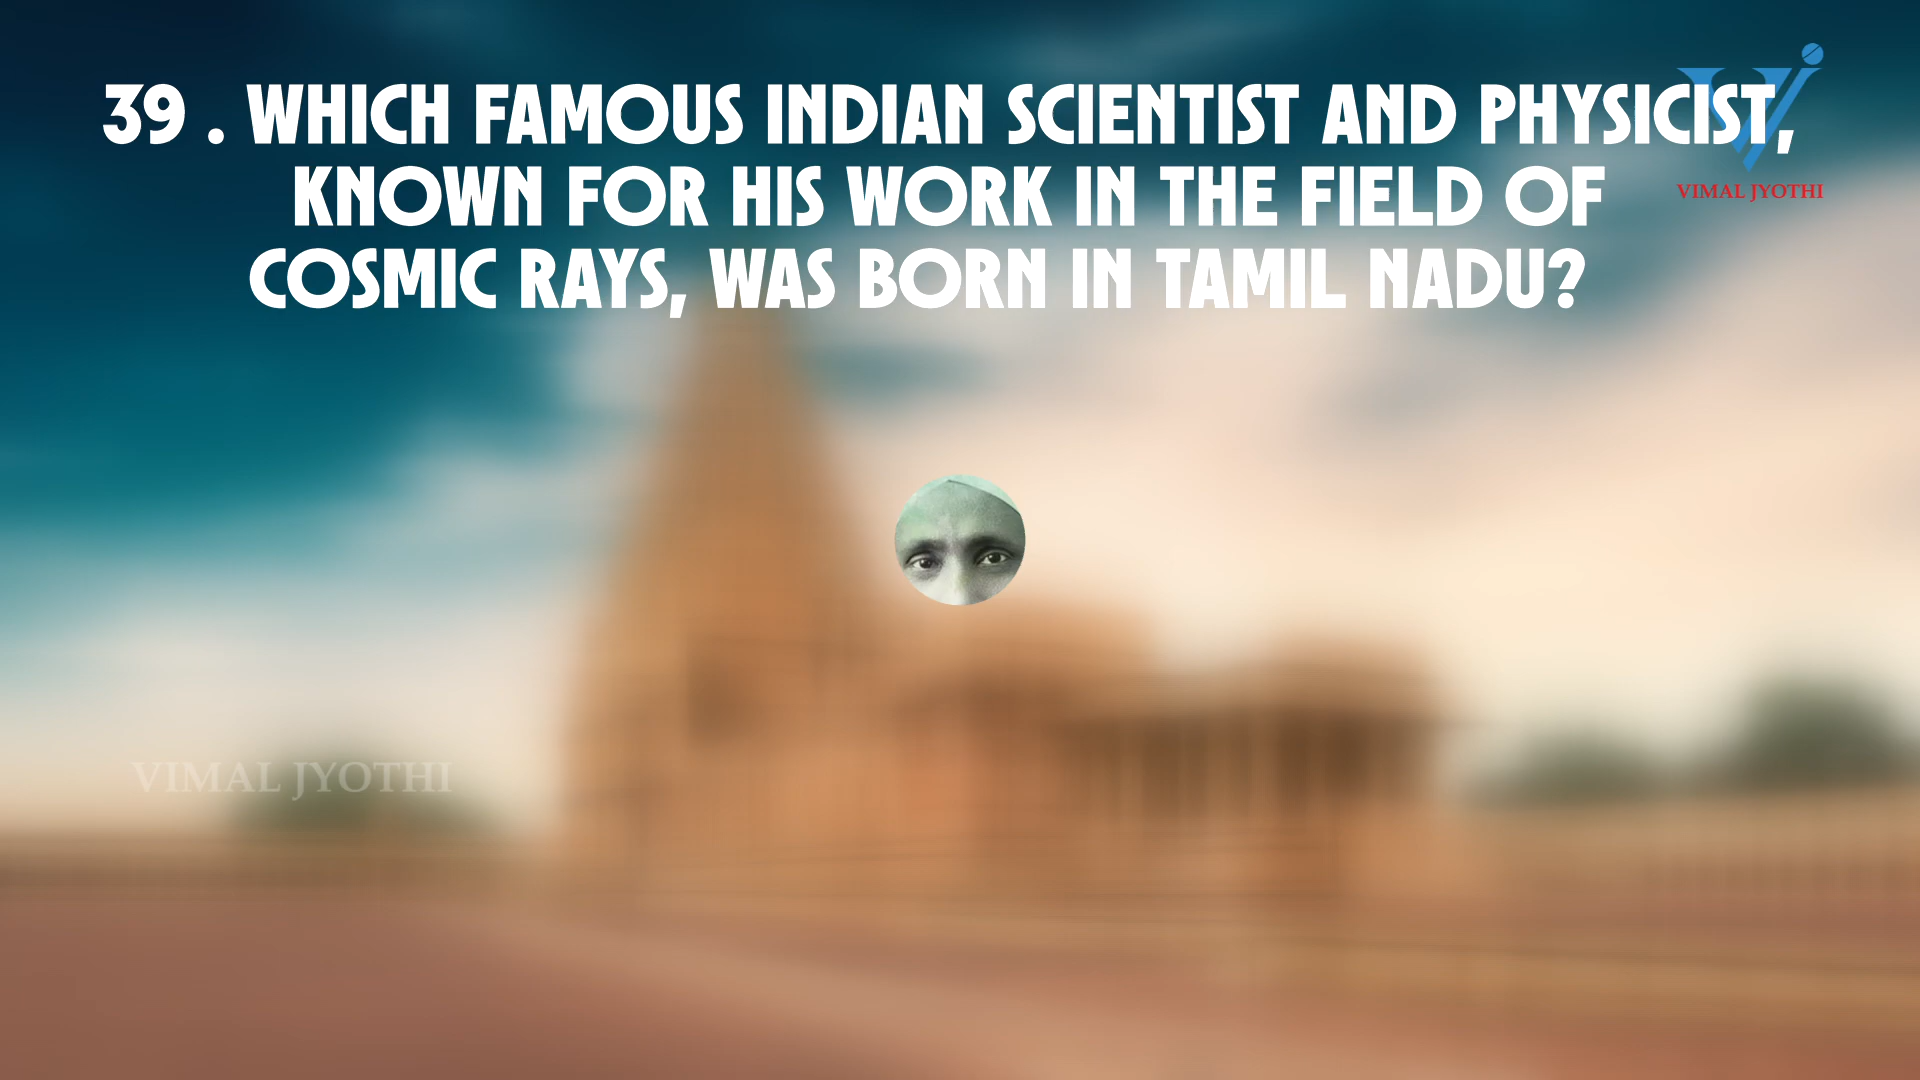 39 . WHICH FAMOUS INDIAN SCIENTIST AND PHYSICIST,
KNOWN FOR HIS WORK IN THE FIELD OF
COSMIC RAYS, WAS BORN IN TAMIL NADU?
VIMAL JYOTHI
VIMAL JYOTHI